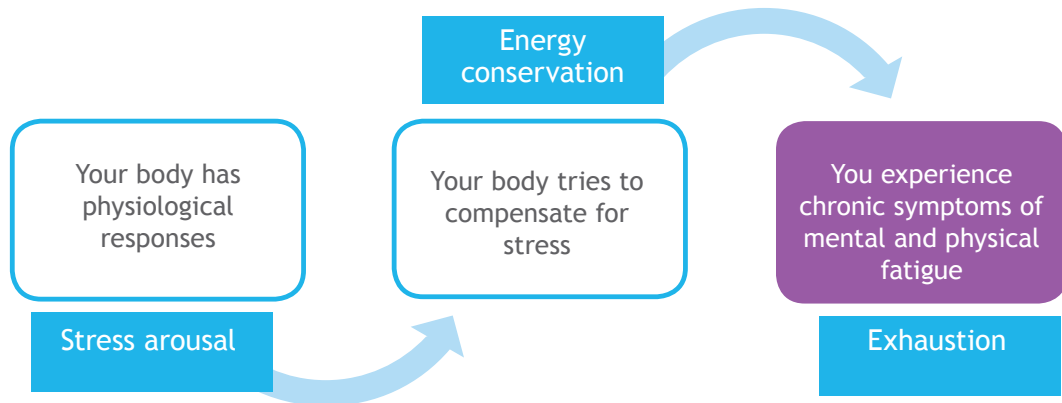 Energy
conservation
Your body has
physiological
responses
Your body tries to
compensate for
stress
You experience
chronic symptoms of
mental and physical
fatigue
Stress arousal
Exhaustion